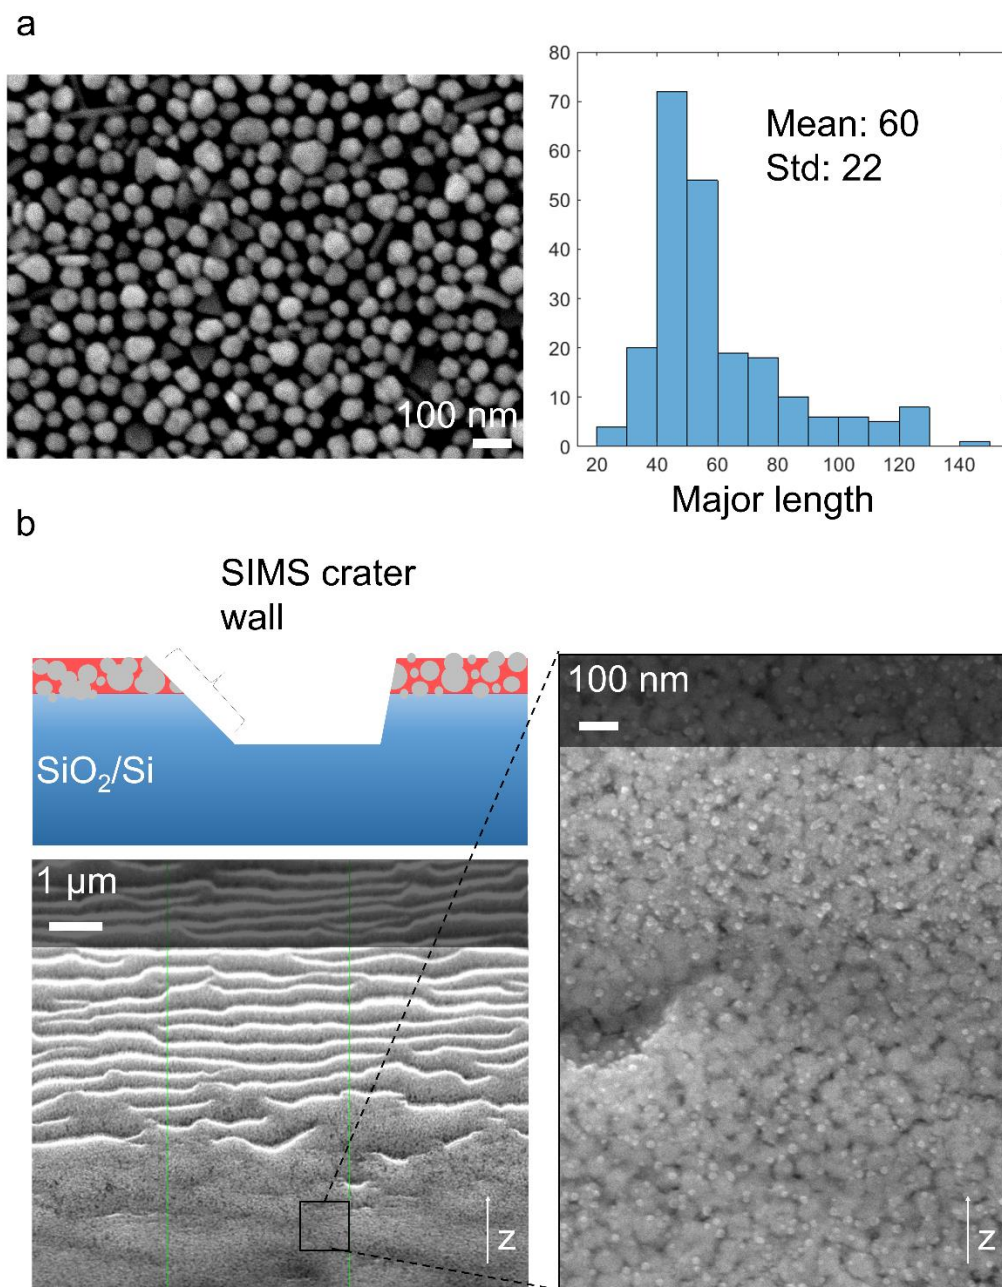 a
100 nm
80
70
60
50
40
30
20
10
0
Mean: 60
Std: 22
20 40 60 80 100 120 140
Major length
b
SIMS crater
wall
SiO₂/Si
1 µm
z
100 nm
z